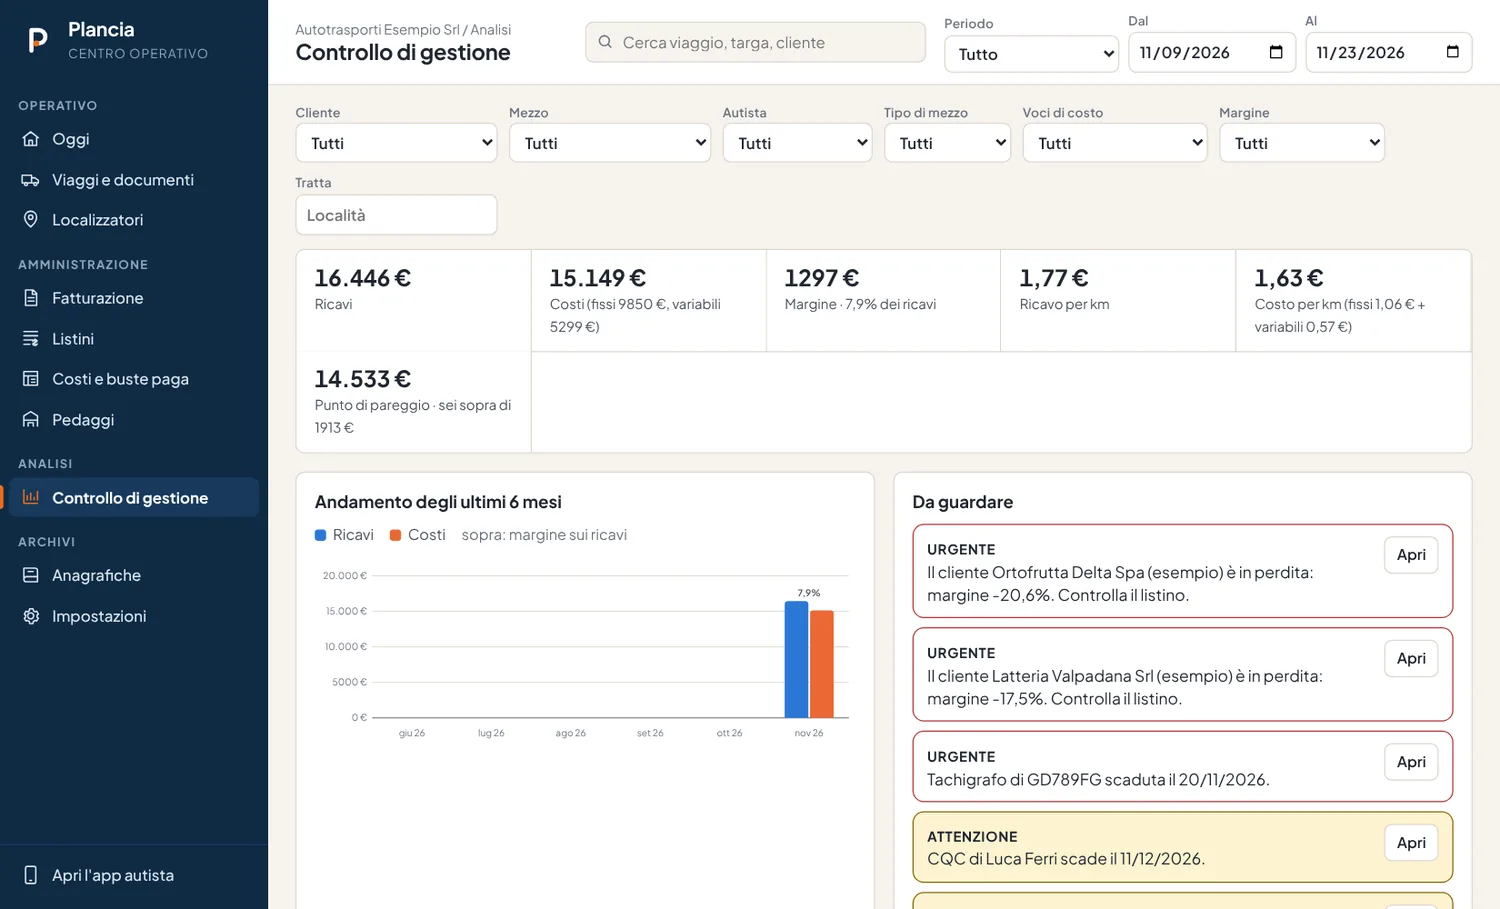 Plancia
CENTRO OPERATIVO
OPERATIVO
Oggi
Viaggi e documenti
Localizzatori
AMMINISTRAZIONE
Fatturazione
Listini
Costi e buste paga
Pedaggi
ANALISI
Controllo di gestione
ARCHIVI
Anagrafiche
Impostazioni
Apri l'app autista
Autotrasporti Esempio Srl / Analisi
Controllo di gestione
Cerca viaggio, targa, cliente
Periodo
Tutto
Dal
11/09/2026
Al
11/23/2026
Cliente
Tutti
Mezzo
Tutti
Autista
Tutti
Tipo di mezzo
Tutti
Voci di costo
Tutti
Margine
Tutti
Tratta
Località
16.446 €
Ricavi
15.149 €
Costi (fissi 9850 €, variabili
5299 €)
1297 €
Margine · 7,9% dei ricavi
1,77 €
Ricavo per km
1,63 €
Costo per km (fissi 1,06 € +
variabili 0,57 €)
14.533 €
Punto di pareggio · sei sopra di
1913 €
Andamento degli ultimi 6 mesi
Ricavi Costi sopra: margine sui ricavi
20.000 €
15.000 €
10.000 €
5000 €
0 €
7,9%
giu 26 lug 26 ago 26 set 26 ott 26 nov 26
Da guardare
URGENTE
Il cliente Ortofrutta Delta Spa (esempio) è in perdita:
margine -20,6%. Controlla il listino.
Apri
URGENTE
Il cliente Latteria Valpadana Srl (esempio) è in perdita:
margine -17,5%. Controlla il listino.
Apri
URGENTE
Tachigrafo di GD789FG scaduta il 20/11/2026.
Apri
ATTENZIONE
CQC di Luca Ferri scade il 11/12/2026.
Apri